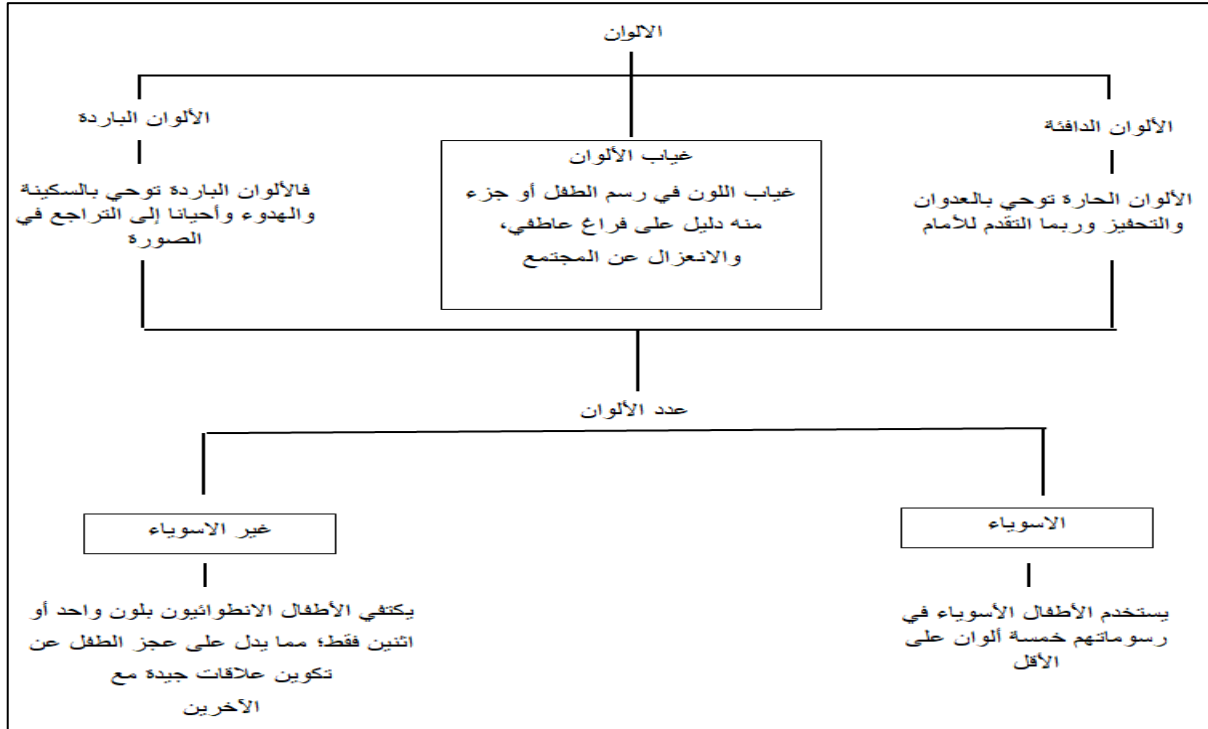 الالوان
الألوان الدافئة
الألوان الحارة توحي بالعدوان
والتحفيز وربما التقدم للأمام
غياب الألوان
غياب اللون في رسم الطفل أو جزء
منه دليل على فراغ عاطفي،
والانعزال عن المجتمع
الألوان الباردة
فالألوان الباردة توحي بالسكينة
والهدوء وأحيانا إلى التراجع في
الصورة
عدد الألوان
الاسوياء
يستخدم الأطفال الأسوياء في
رسوماتهم خمسة ألوان على
الأقل
غير الاسوياء
يكتفي الأطفال الانطوائيون بلون واحد أو
اثنين فقط؛ مما يدل على عجز الطفل عن
تكوين علاقات جيدة مع
الآخرين